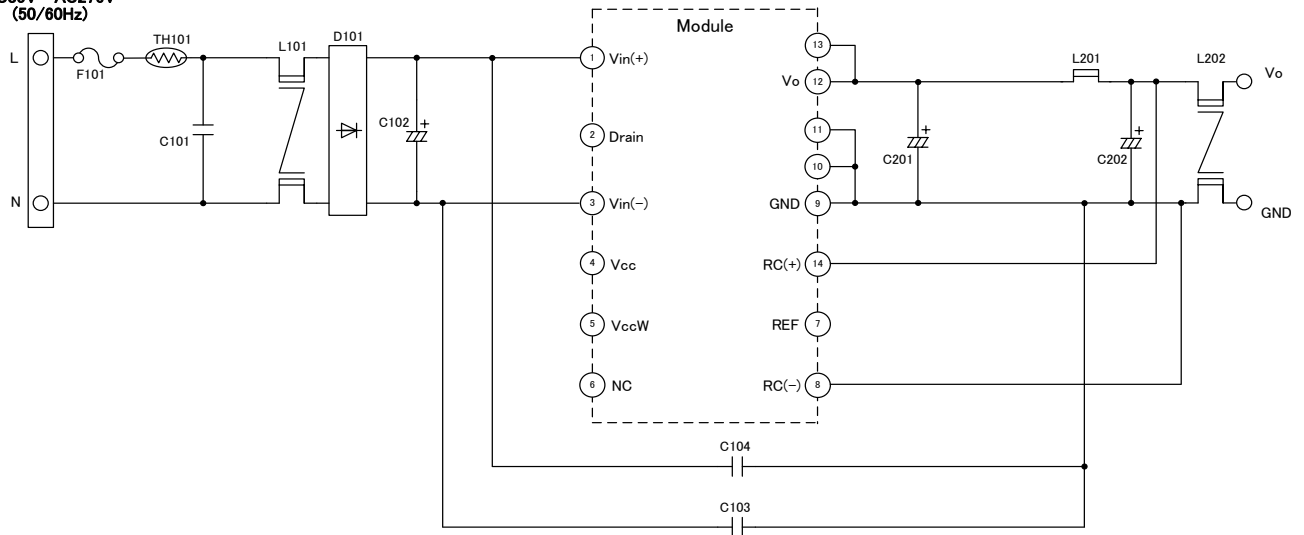 (50/60Hz)
L
F101
TH101
C101
L101
D101
C102
N
Module
1 Vin(+)
2 Drain
3 Vin(-)
4 Vcc
5 VccW
6 NC
13
Vo 12
11
10
GND 9
RC(+) 14
REF 7
RC(-) 8
C201
L201
C202
L202
Vo
GND
C104
C103